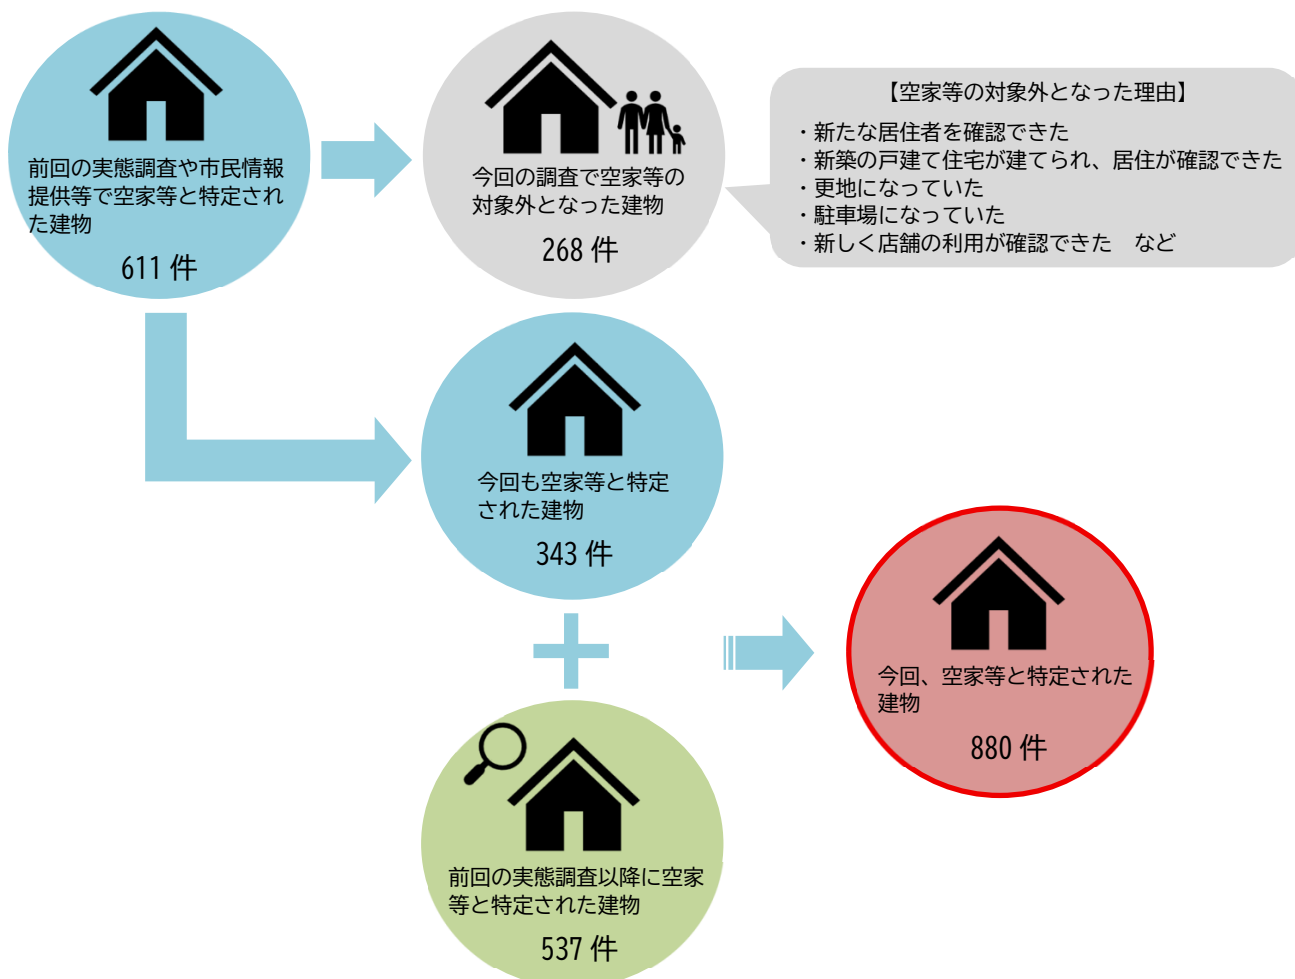 前回の実態調査や市民情報
提供等で空家等と特定され
た建物
611 件
今回の調査で空家等の
対象外となった建物
268 件
【空家等の対象外となった理由】
・新たな居住者を確認できた
・新築の戸建て住宅が建てられ、居住が確認できた
・更地になっていた
・駐車場になっていた
・新しく店舗の利用が確認できた　など
今回も空家等と特定
された建物
343 件
今回、空家等と特定された
建物
880 件
前回の実態調査以降に空家
等と特定された建物
537 件